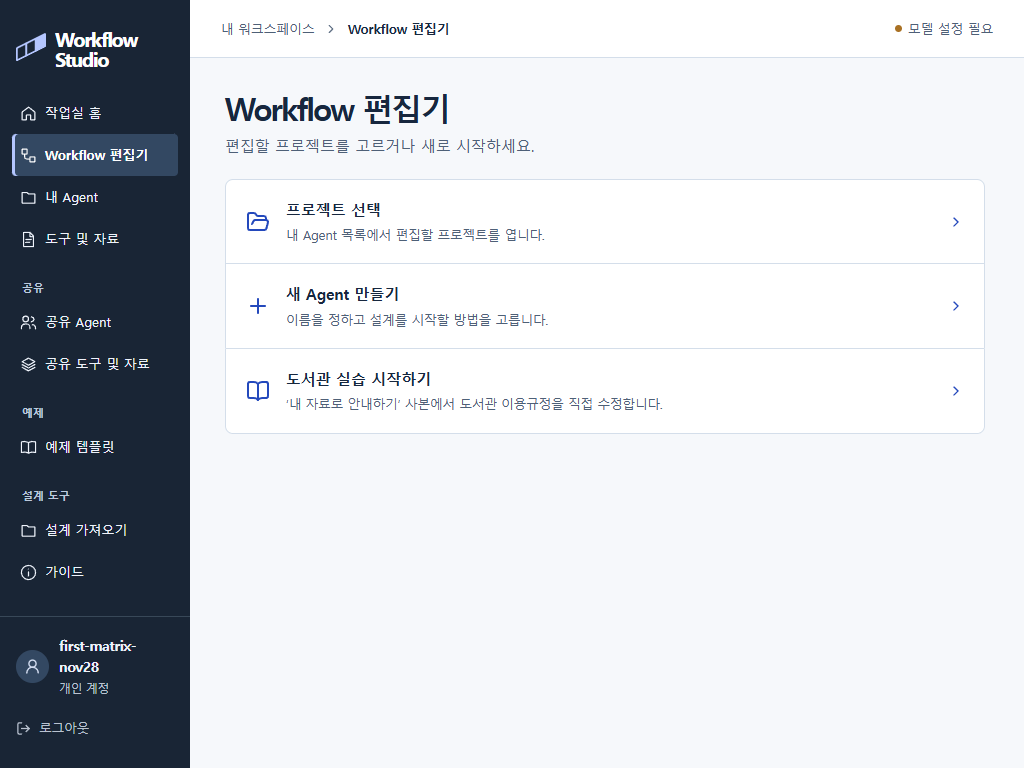 Workflow
Studio
작업실 홈
Workflow 편집기
내 Agent
도구 및 자료
공유
공유 Agent
공유 도구 및 자료
예제
예제 템플릿
설계 도구
설계 가져오기
가이드
first-matrix-
nov28
개인 계정
로그아웃
내 워크스페이스 > Workflow 편집기
모델 설정 필요
Workflow 편집기
편집할 프로젝트를 고르거나 새로 시작하세요.
프로젝트 선택
내 Agent 목록에서 편집할 프로젝트를 엽니다.
새 Agent 만들기
이름을 정하고 설계를 시작할 방법을 고릅니다.
도서관 실습 시작하기
‘내 자료로 안내하기’ 사본에서 도서관 이용규정을 직접 수정합니다.